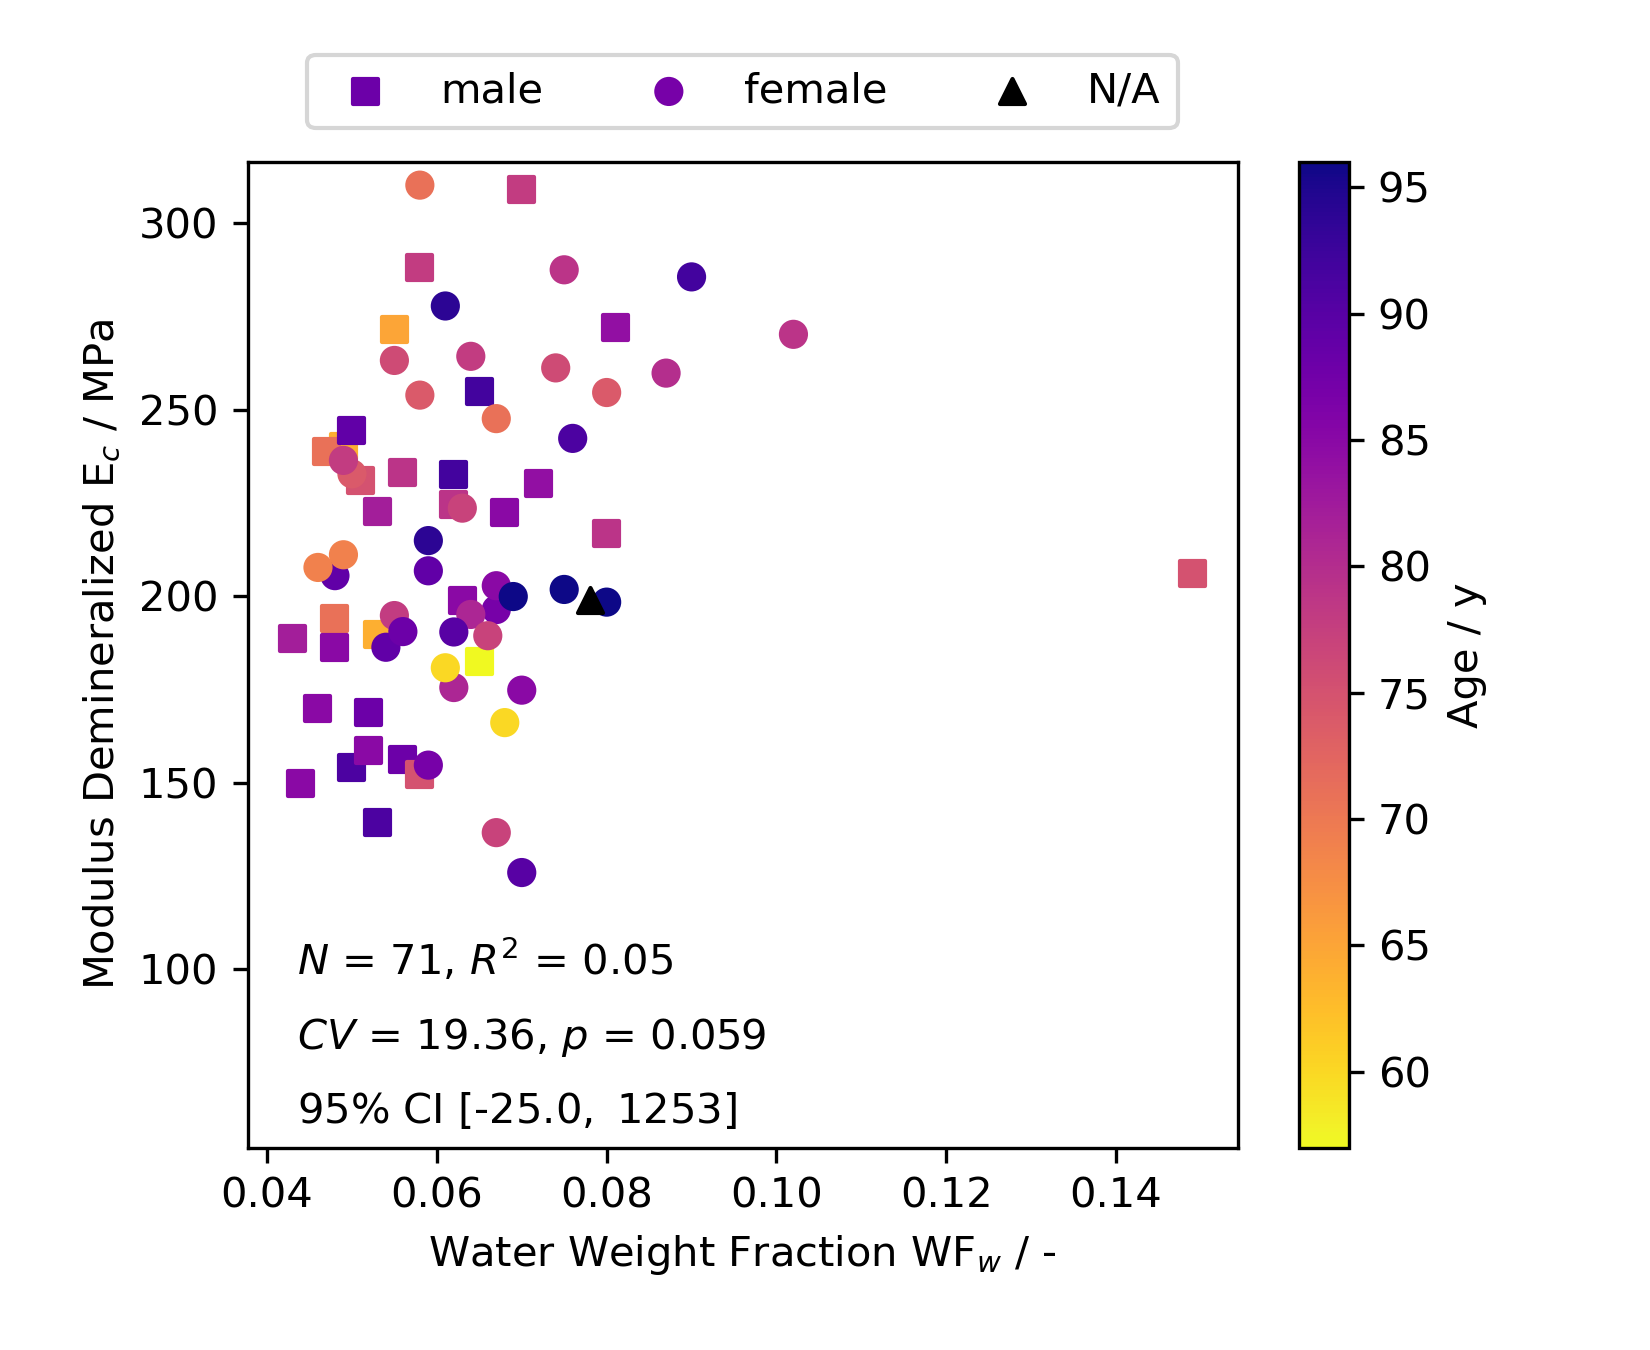 male female N/A
300
250
200
150
100
Modulus Demineralized E_c / MPa
N = 71, R² = 0.05
CV = 19.36, p = 0.059
95% CI [-25.0, 1253]
0.04 0.06 0.08 0.10 0.12 0.14
Water Weight Fraction WF_w / -
95
90
85
80
75
70
65
60
Age / y